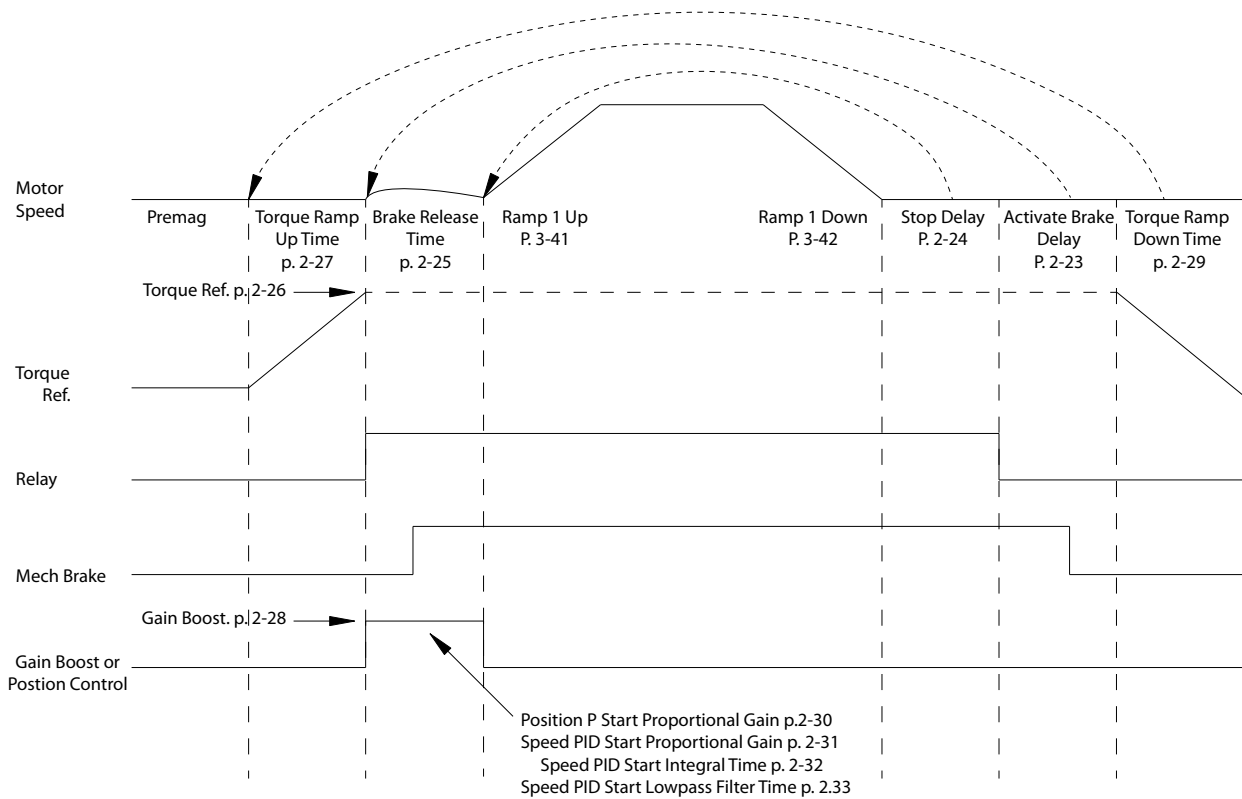 Motor
Speed
Premag
Torque Ramp
Up Time
p. 2-27
Brake Release
Time
p. 2-25
Ramp 1 Up
P. 3-41
Ramp 1 Down
P. 3-42
Stop Delay
P. 2-24
Activate Brake
Delay
P. 2-23
Torque Ramp
Down Time
p. 2-29
Torque Ref. p. 2-26
Torque
Ref.
Relay
Mech Brake
Gain Boost. p. 2-28
Gain Boost or
Postion Control
Position P Start Proportional Gain p.2-30
Speed PID Start Proportional Gain p. 2-31
Speed PID Start Integral Time p. 2-32
Speed PID Start Lowpass Filter Time p. 2.33